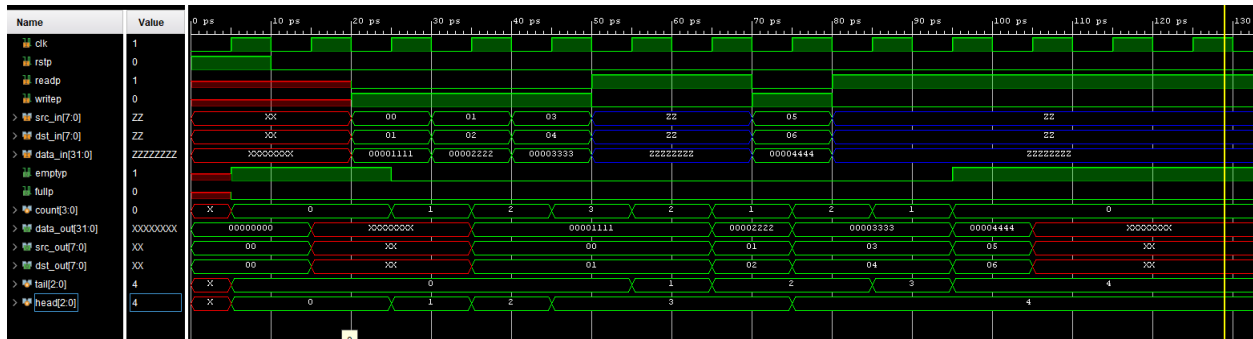 Name Value 0 ps 10 ps 20 ps 30 ps 40 ps 50 ps 60 ps 70 ps 80 ps 90 ps 100 ps 110 ps 120 ps 130
clk 1
rstp 0
readp 1
writep 0
src_in[7:0] ZZ XX 00 01 03 ZZ 05 ZZ
dst_in[7:0] ZZ XX 01 02 04 ZZ 06 ZZ
data_in[31:0] ZZZZZZZZ XXXXXXXX 00001111 00002222 00003333 ZZZZZZZZ 00004444 ZZZZZZZZ
emptyp 1
fullp 0
count[3:0] 0 X 0 1 2 3 2 1 2 1 0
data_out[31:0] XXXXXXXX 00000000 XXXXXXXX 00001111 00002222 00003333 00004444 XXXXXXXX
src_out[7:0] XX 00 XX 00 01 03 05 XX
dst_out[7:0] XX 00 XX 01 02 04 06 XX
tail[2:0] 4 X 0 1 2 3 4
head[2:0] 4 X 0 1 2 3 4